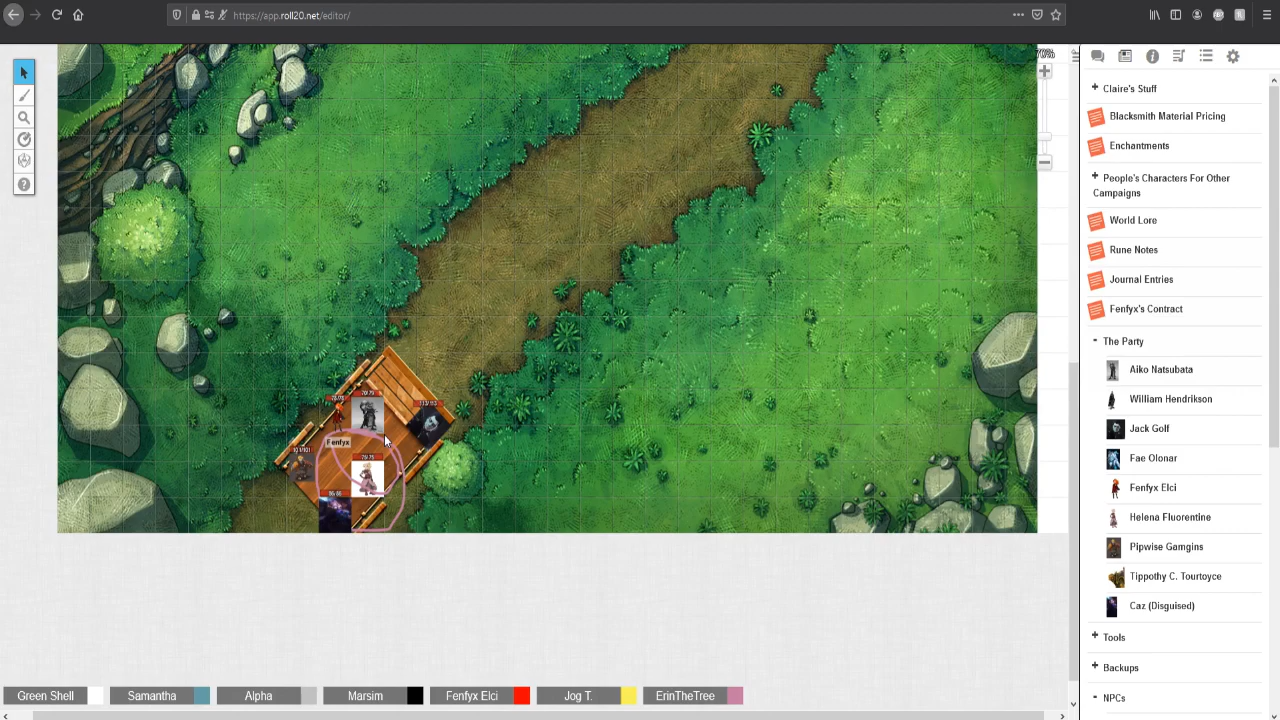 https://app.roll20.net/editor/
Claire's Stuff
Blacksmith Material Pricing
Enchantments
People's Characters For Other
Campaigns
World Lore
Rune Notes
Journal Entries
Fenfyx's Contract
The Party
Aiko Natsubata
William Hendrikson
Jack Golf
Fae Olonar
Fenfyx Elci
Helena Fluorentine
Pipwise Gamgins
Tippothy C. Tourtoyce
Caz (Disguised)
Tools
Backups
NPCs
Fenfyx
Green Shell
Samantha
Alpha
Marsim
Fenfyx Elci
Jog T.
ErinTheTree